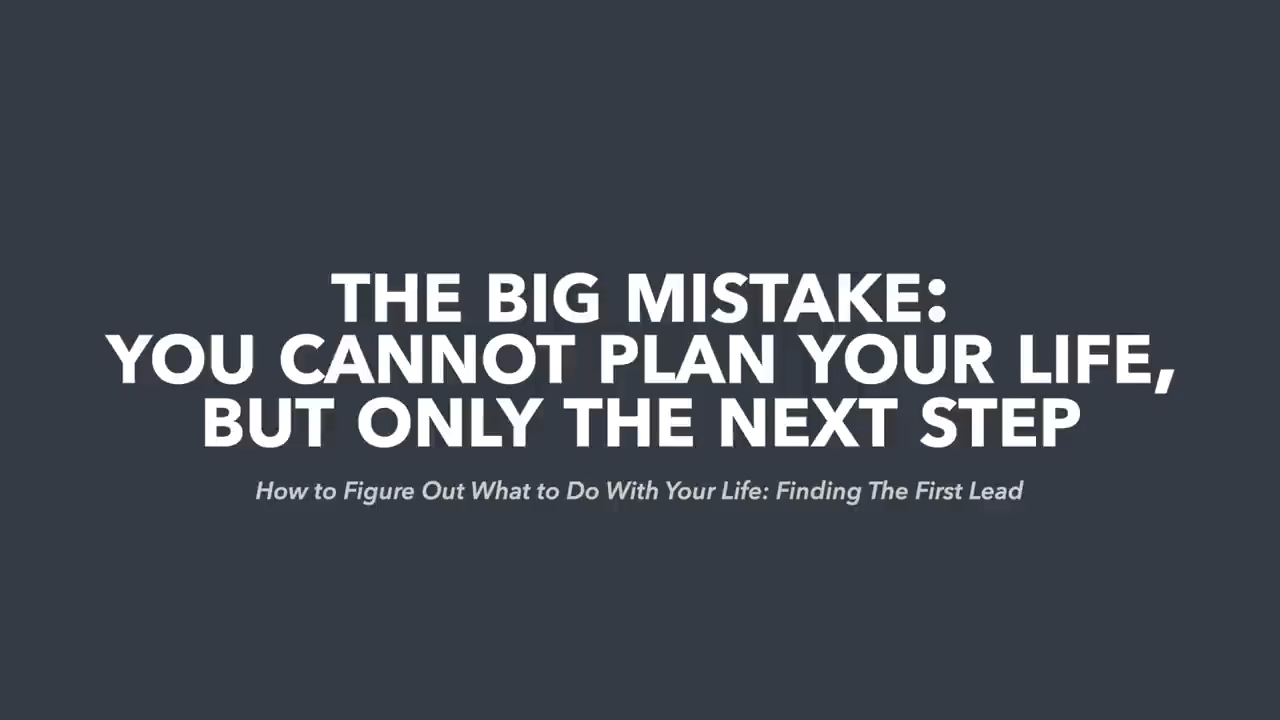 THE BIG MISTAKE:
YOU CANNOT PLAN YOUR LIFE,
BUT ONLY THE NEXT STEP
How to Figure Out What to Do With Your Life: Finding The First Lead